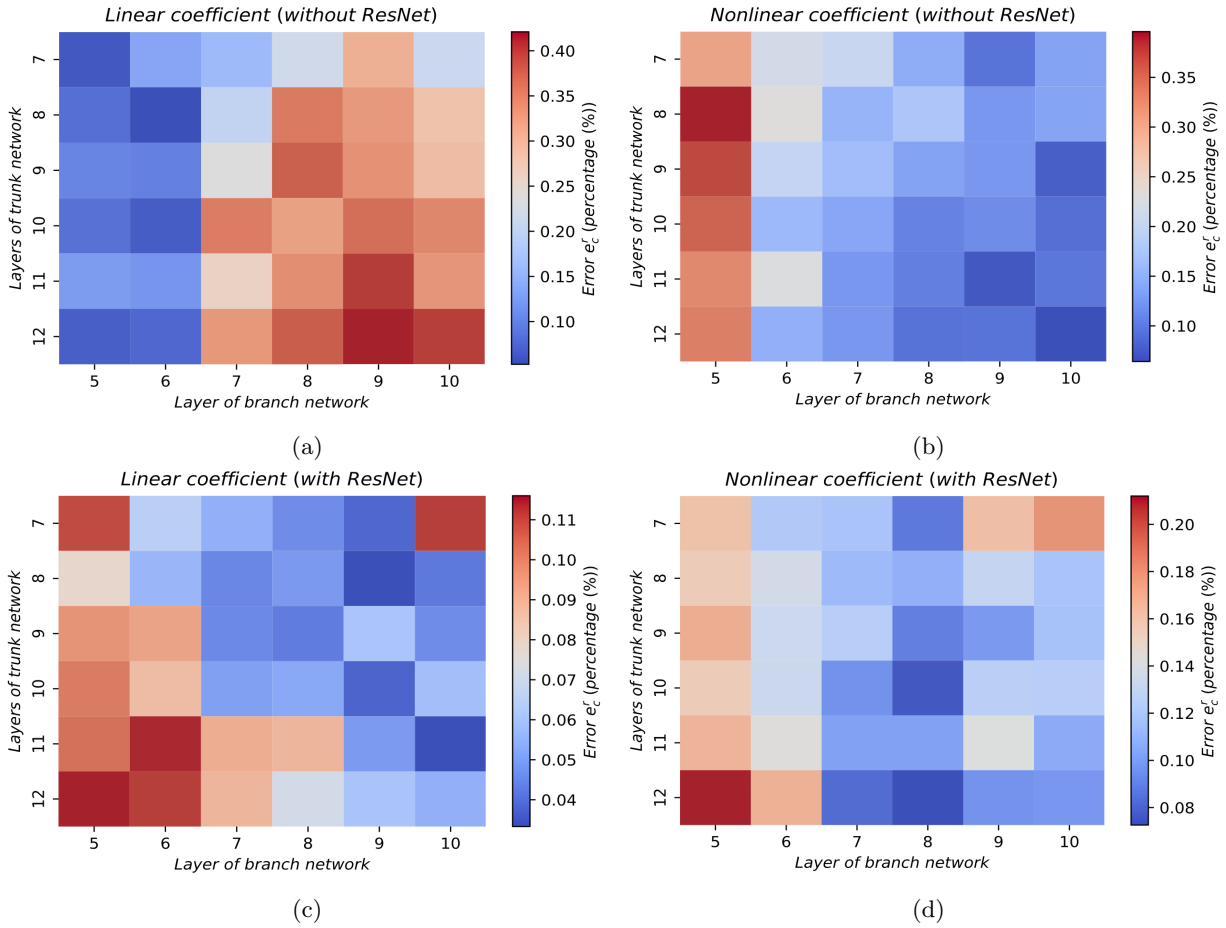 Linear coefficient (without ResNet)
Layers of trunk network
7
8
9
10
11
12
5 6 7 8 9 10
Layer of branch network
0.40
0.35
0.30
0.25
0.20
0.15
0.10
Error e_c^r (percentage (%))
(a)
Nonlinear coefficient (without ResNet)
Layers of trunk network
7
8
9
10
11
12
5 6 7 8 9 10
Layer of branch network
0.35
0.30
0.25
0.20
0.15
0.10
Error e_c^r (percentage (%))
(b)
Linear coefficient (with ResNet)
Layers of trunk network
7
8
9
10
11
12
5 6 7 8 9 10
Layer of branch network
0.11
0.10
0.09
0.08
0.07
0.06
0.05
0.04
Error e_c^r (percentage (%))
(c)
Nonlinear coefficient (with ResNet)
Layers of trunk network
7
8
9
10
11
12
5 6 7 8 9 10
Layer of branch network
0.20
0.18
0.16
0.14
0.12
0.10
0.08
Error e_c^r (percentage (%))
(d)